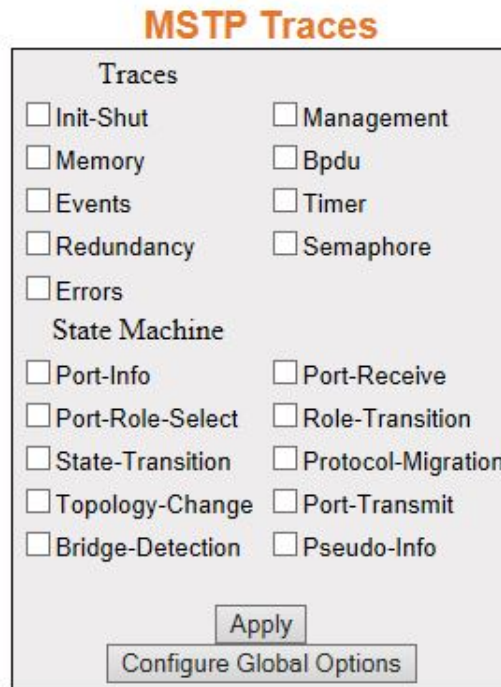 MSTP Traces
Traces
Init-Shut Management
Memory Bpdu
Events Timer
Redundancy Semaphore
Errors
State Machine
Port-Info Port-Receive
Port-Role-Select Role-Transition
State-Transition Protocol-Migration
Topology-Change Port-Transmit
Bridge-Detection Pseudo-Info
Apply
Configure Global Options